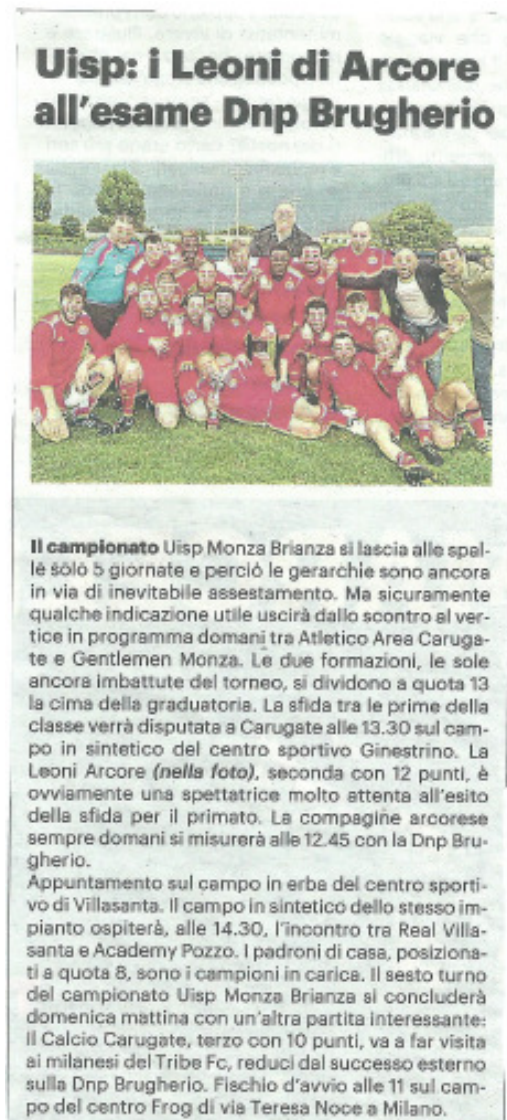 Uisp: i Leoni di Arcore
all'esame Dnp Brugherio
Il campionato Uisp Monza Brianza si lascia alle spal-
le solo 5 giornate e perciò le gerarchie sono ancora
in via di inevitabile assestamento. Ma sicuramente
qualche indicazione utile uscirà dallo scontro al ver-
tice in programma domani tra Atletico Area Caruga-
te e Gentlemen Monza. Le due formazioni, le sole
ancora imbattute del torneo, si dividono a quota 13
la cima della graduatoria. La sfida tra le prime della
classe verrà disputata a Carugate alle 13.30 sul cam-
po in sintetico del centro sportivo Ginestrino. La
Leoni Arcore (nella foto), seconda con 12 punti, è
ovviamente una spettatrice molto attenta all'esito
della sfida per il primato. La compagine arcorese
sempre domani si misurerà alle 12.45 con la Dnp Bru-
gherio.
Appuntamento sul campo in erba del centro sporti-
vo di Villasanta. Il campo in sintetico dello stesso im-
pianto ospiterà, alle 14.30, l'incontro tra Real Villa-
santa e Academy Pozzo. I padroni di casa, posiziona-
ti a quota 8, sono i campioni in carica. Il sesto turno
del campionato Uisp Monza Brianza si concluderà
domenica mattina con un'altra partita interessante:
Il Calcio Carugate, terzo con 10 punti, va a far visita
ai milanesi del Tribe Fc, reduci dal successo esterno
sulla Dnp Brugherio. Fischio d'avvio alle 11 sul cam-
po del centro Frog di via Teresa Noce a Milano.